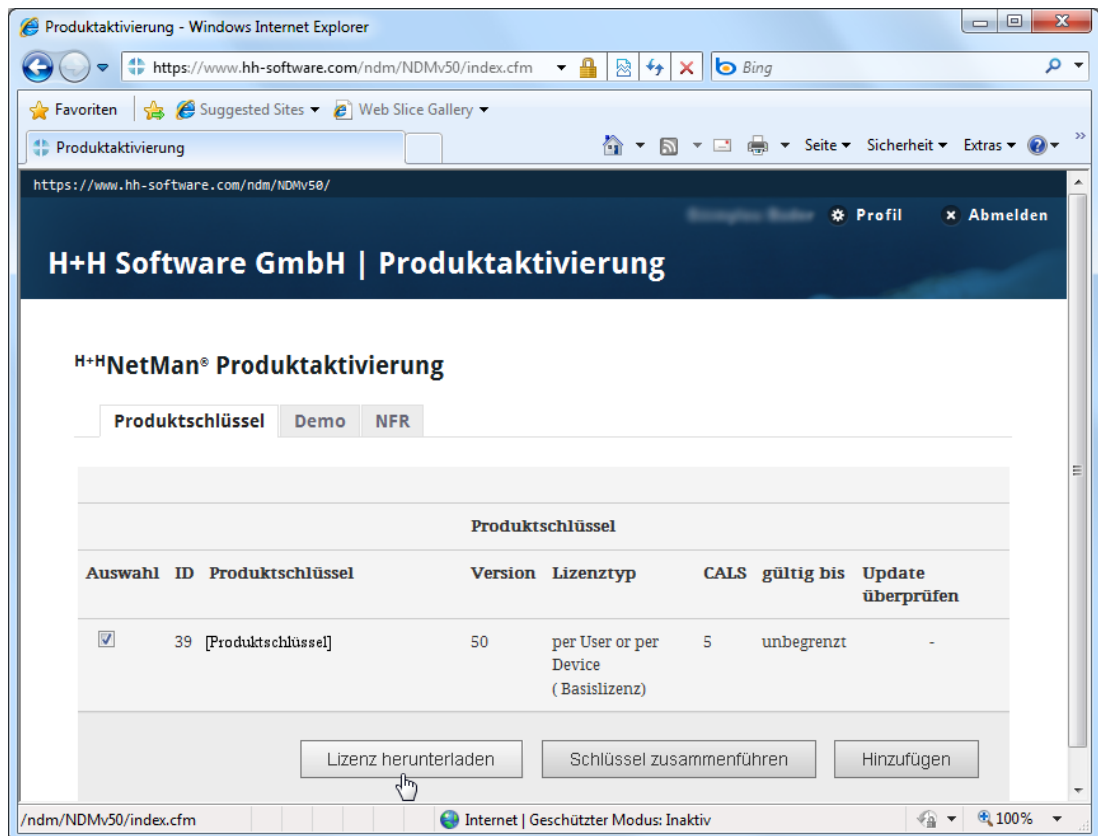 Produktaktivierung - Windows Internet Explorer
https://www.hh-software.com/ndm/NDMv50/index.cfm Bing
Favoriten Suggested Sites Web Slice Gallery
Produktaktivierung Seite Sicherheit Extras
https://www.hh-software.com/ndm/NDMv50/
Profil Abmelden
H+H Software GmbH | Produktaktivierung
H+HNetMan® Produktaktivierung
Produktschlüssel Demo NFR
Produktschlüssel
Auswahl ID Produktschlüssel Version Lizenztyp CALS gültig bis Update
überprüfen
39 [Produktschlüssel] 50 per User or per 5 unbegrenzt -
Device
( Basislizenz)
Lizenz herunterladen Schlüssel zusammenführen Hinzufügen
/ndm/NDMv50/index.cfm Internet | Geschützter Modus: Inaktiv 100%